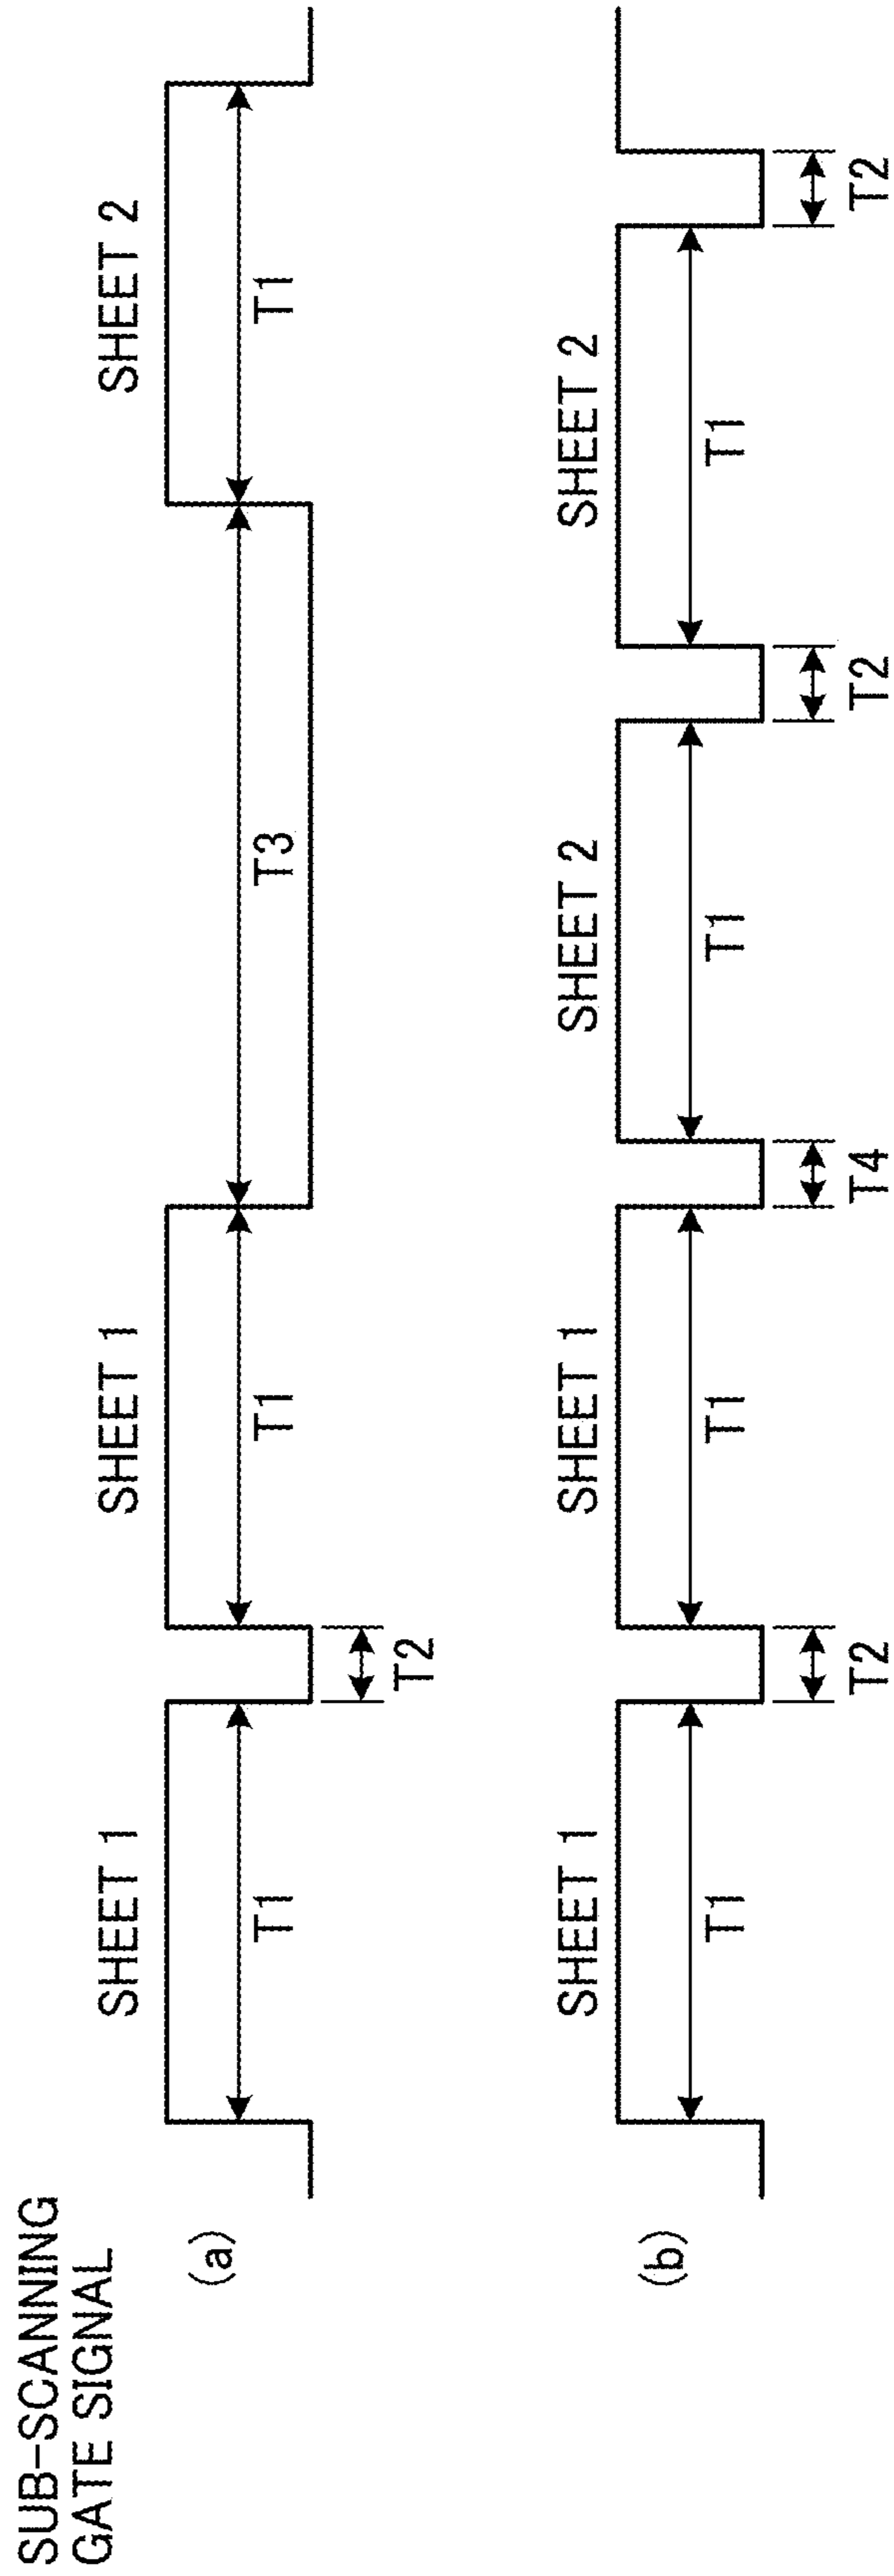 SUB-SCANNING
GATE SIGNAL
(a)
SHEET 1
SHEET 1
SHEET 2
T1
T2
T1
T3
T1
(b)
SHEET 1
SHEET 1
SHEET 2
SHEET 2
T1
T1
T1
T1
T2
T4
T2
T2